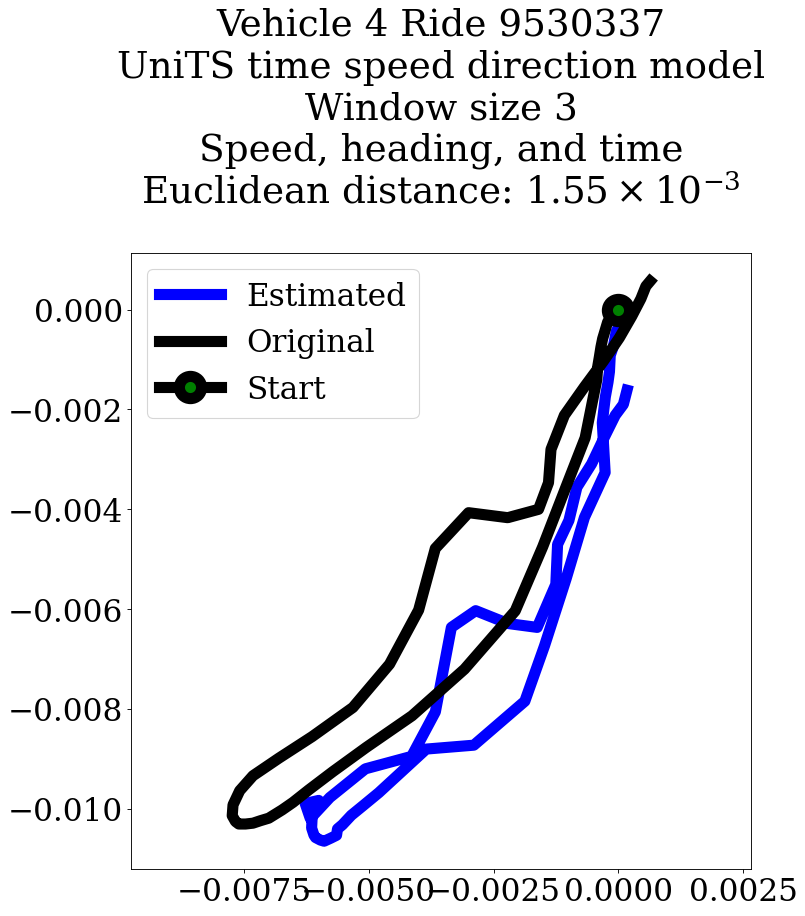 Vehicle 4 Ride 9530337
UniTS time speed direction model
Window size 3
Speed, heading, and time
Euclidean distance: 1.55 × 10⁻³
Estimated
Original
Start
0.000
−0.002
−0.004
−0.006
−0.008
−0.010
−0.0075 −0.0050 −0.0025 0.0000 0.0025